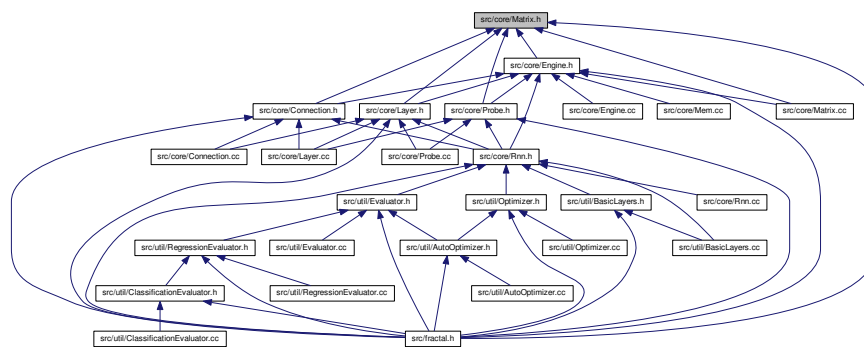 src/core/Matrix.h
src/core/Engine.h
src/core/Connection.h
src/core/Layer.h
src/core/Probe.h
src/core/Engine.cc
src/core/Mem.cc
src/core/Matrix.cc
src/core/Connection.cc
src/core/Layer.cc
src/core/Probe.cc
src/core/Rnn.h
src/util/Evaluator.h
src/util/Optimizer.h
src/util/BasicLayers.h
src/core/Rnn.cc
src/util/RegressionEvaluator.h
src/util/Evaluator.cc
src/util/AutoOptimizer.h
src/util/Optimizer.cc
src/util/BasicLayers.cc
src/util/ClassificationEvaluator.h
src/util/RegressionEvaluator.cc
src/util/AutoOptimizer.cc
src/util/ClassificationEvaluator.cc
src/fractal.h